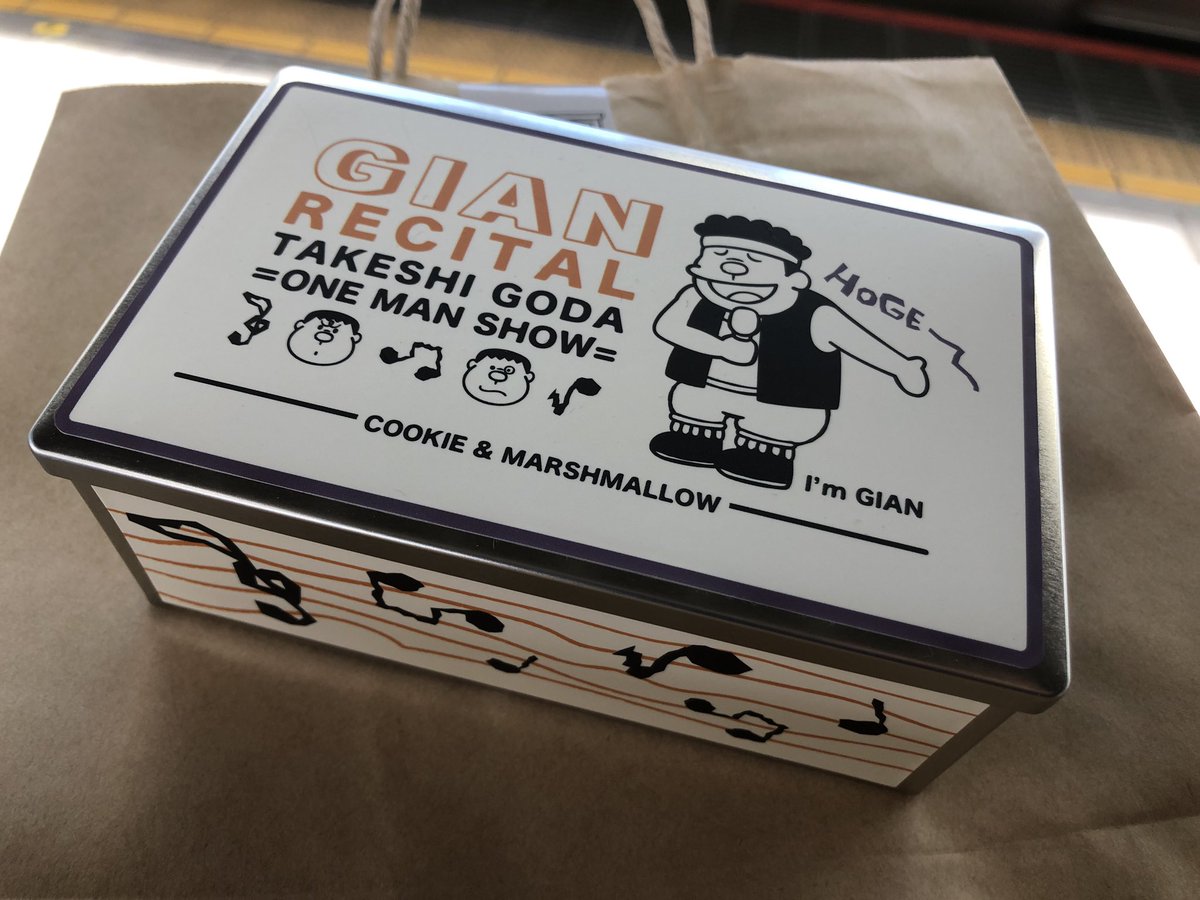 GIAN
RECITAL
TAKESHI GODA
=ONE MAN SHOW=
HOGE
COOKIE & MARSHMALLOW
I'm GIAN